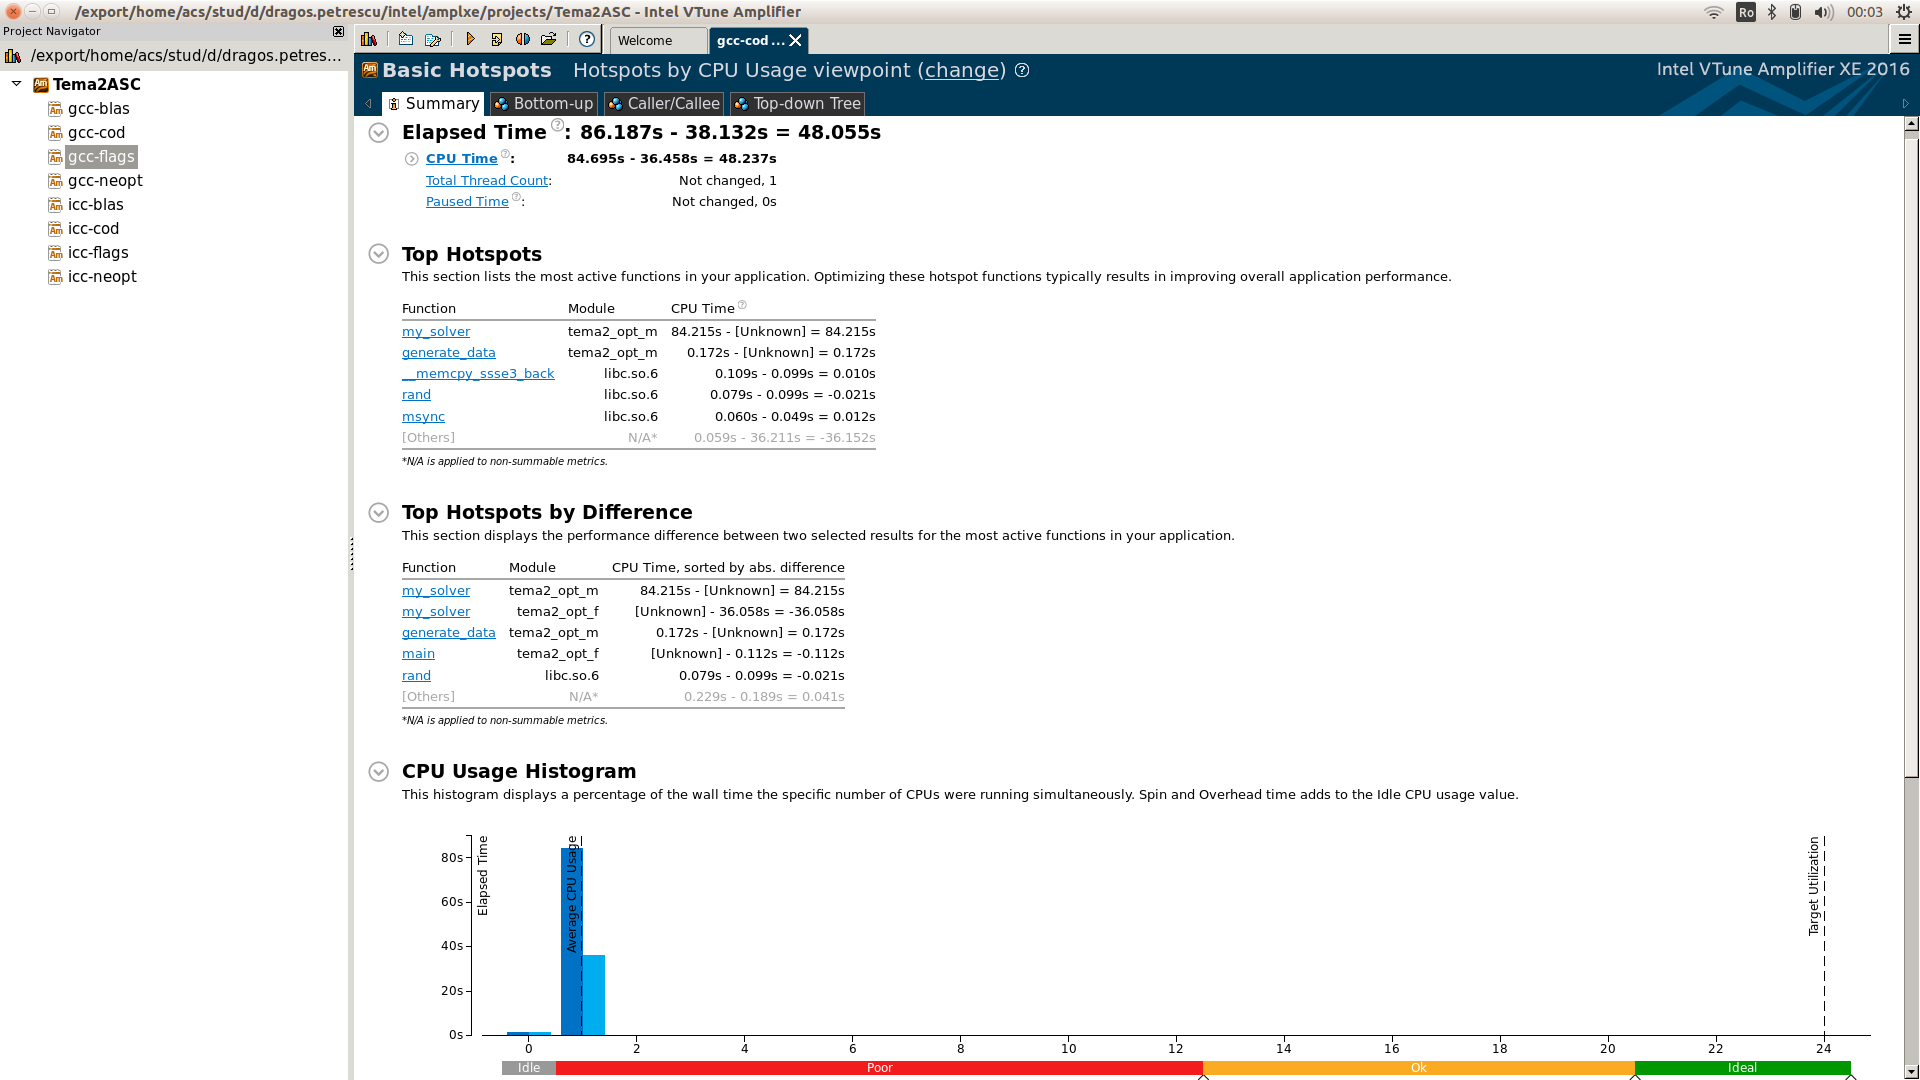 /export/home/acs/stud/d/dragos.petrescu/intel/amplxe/projects/Tema2ASC - Intel VTune Amplifier
Ro
00:03
Project Navigator
/export/home/acs/stud/d/dragos.petres...
Tema2ASC
gcc-blas
gcc-cod
gcc-flags
gcc-neopt
icc-blas
icc-cod
icc-flags
icc-neopt
Welcome
gcc-cod ...
Basic Hotspots Hotspots by CPU Usage viewpoint (change)
Intel VTune Amplifier XE 2016
Summary
Bottom-up
Caller/Callee
Top-down Tree
Elapsed Time: 86.187s - 38.132s = 48.055s
CPU Time: 84.695s - 36.458s = 48.237s
Total Thread Count: Not changed, 1
Paused Time: Not changed, 0s
Top Hotspots
This section lists the most active functions in your application. Optimizing these hotspot functions typically results in improving overall application performance.
Function Module CPU Time
my_solver tema2_opt_m 84.215s - [Unknown] = 84.215s
generate_data tema2_opt_m 0.172s - [Unknown] = 0.172s
__memcpy_ssse3_back libc.so.6 0.109s - 0.099s = 0.010s
rand libc.so.6 0.079s - 0.099s = -0.021s
msync libc.so.6 0.060s - 0.049s = 0.012s
[Others] N/A* 0.059s - 36.211s = -36.152s
*N/A is applied to non-summable metrics.
Top Hotspots by Difference
This section displays the performance difference between two selected results for the most active functions in your application.
Function Module CPU Time, sorted by abs. difference
my_solver tema2_opt_m 84.215s - [Unknown] = 84.215s
my_solver tema2_opt_f [Unknown] - 36.058s = -36.058s
generate_data tema2_opt_m 0.172s - [Unknown] = 0.172s
main tema2_opt_f [Unknown] - 0.112s = -0.112s
rand libc.so.6 0.079s - 0.099s = -0.021s
[Others] N/A* 0.229s - 0.189s = 0.041s
*N/A is applied to non-summable metrics.
CPU Usage Histogram
This histogram displays a percentage of the wall time the specific number of CPUs were running simultaneously. Spin and Overhead time adds to the Idle CPU usage value.
Elapsed Time
Average CPU Usage
Target Utilization
80s
60s
40s
20s
0s
0 2 4 6 8 10 12 14 16 18 20 22 24
Idle Poor Ok Ideal